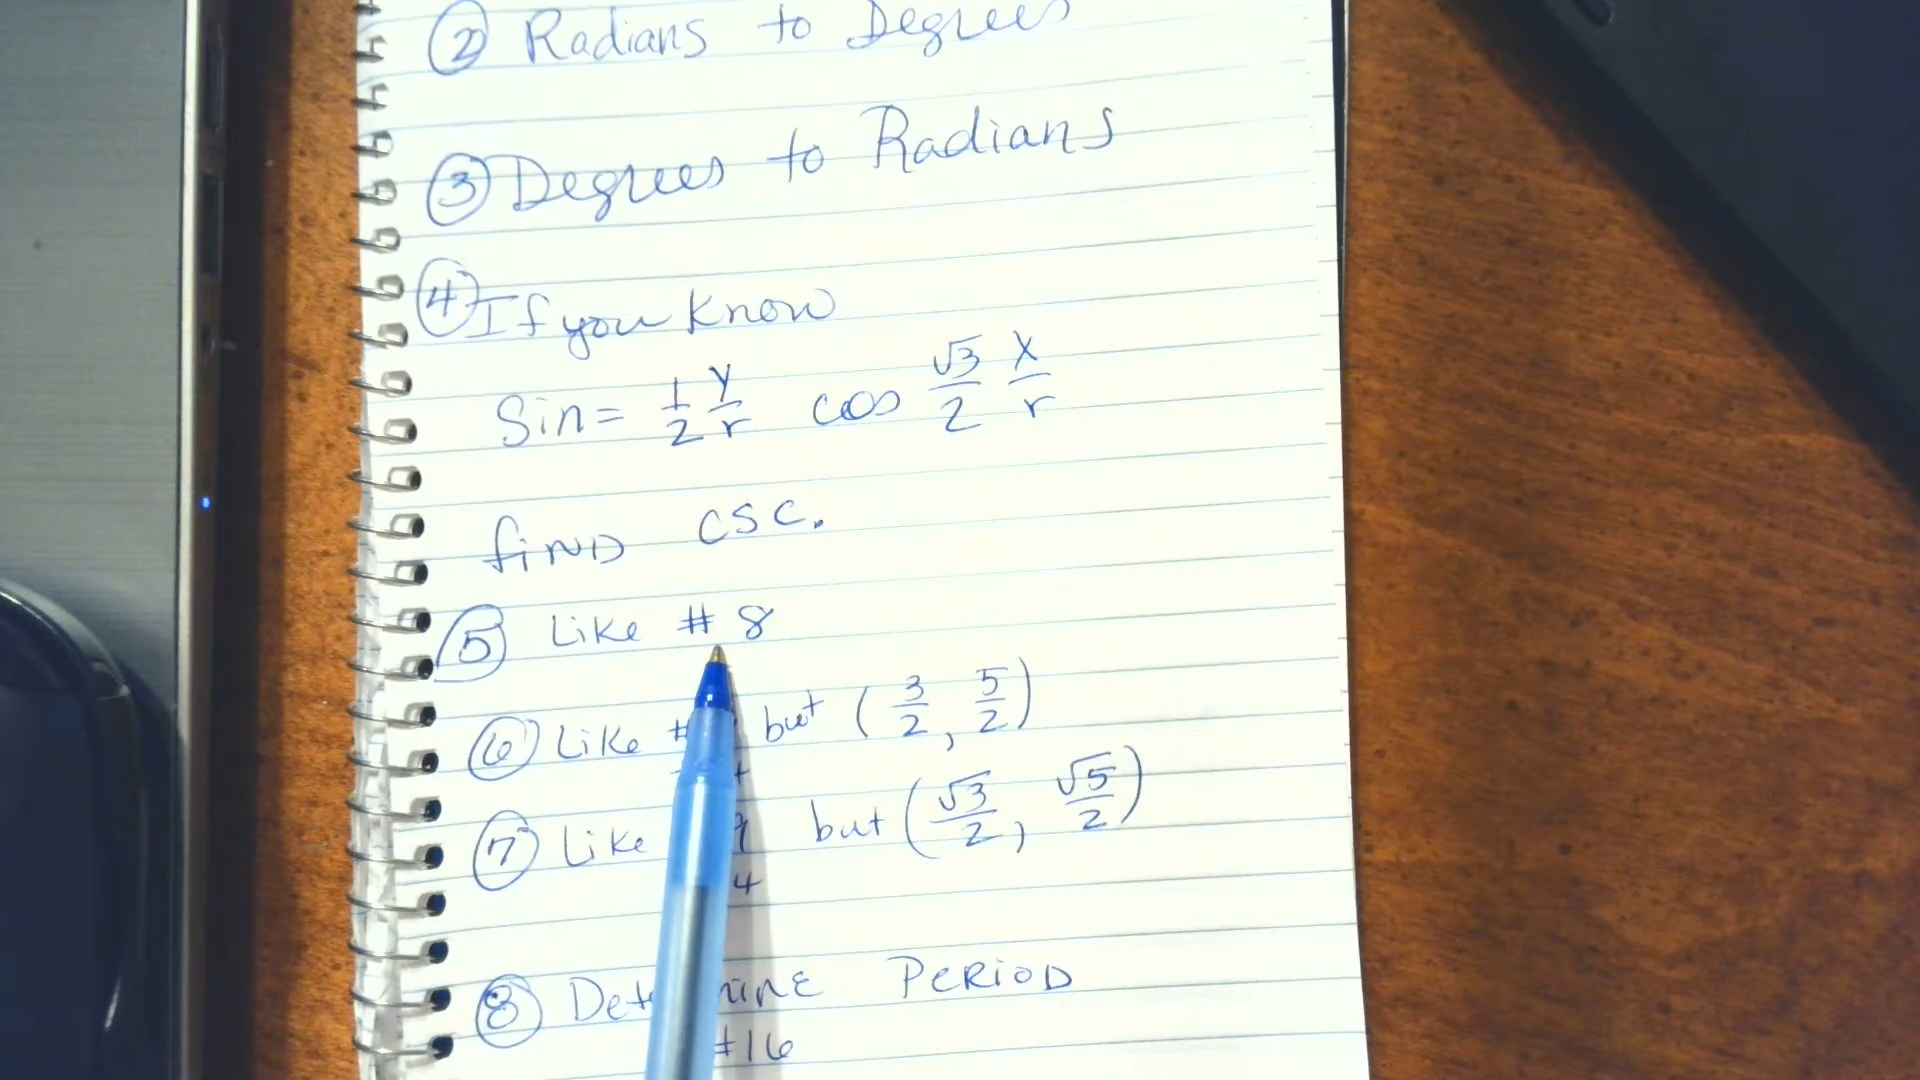 ② Radians to Degrees
③ Degrees to Radians
④ If you know
Sin = 1/2 y/r cos √3/2 x/r
find csc.
⑤ Like # 8
⑥ Like # but (3/2, 5/2)
⑦ Like but (√3/2, √5/2)
4
⑧ PERIOD
#16